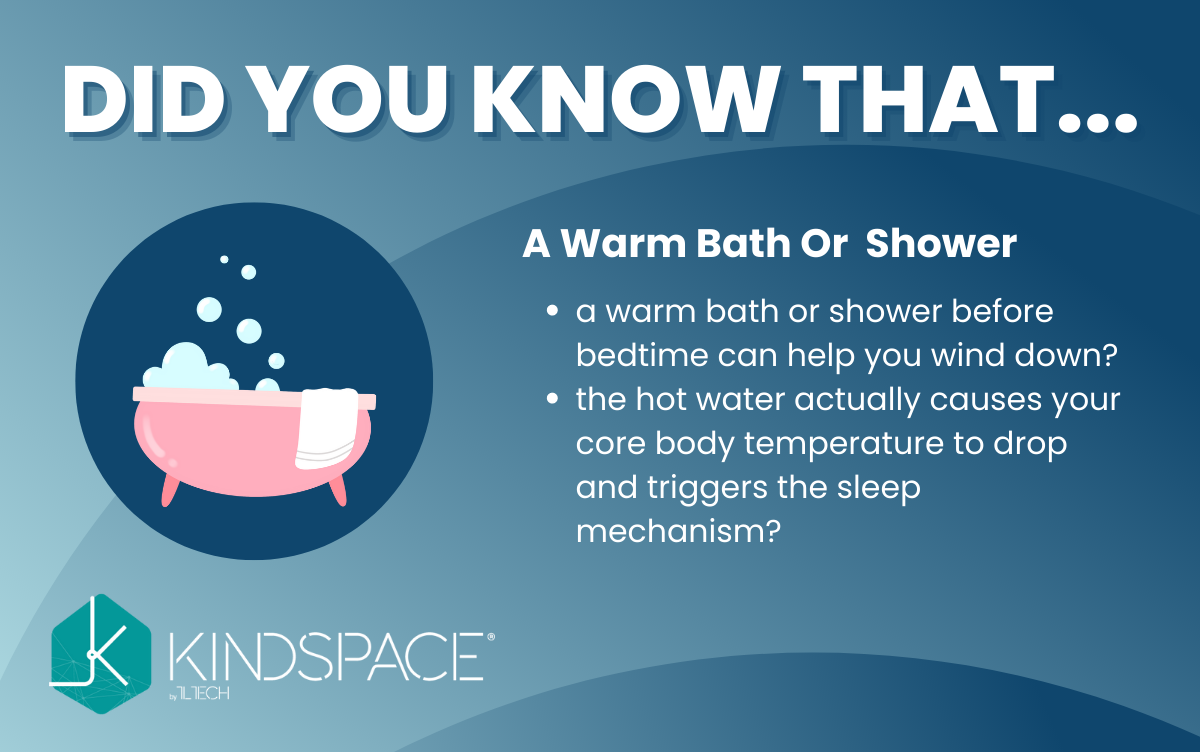 DID YOU KNOW THAT...
A Warm Bath Or  Shower
• a warm bath or shower before
bedtime can help you wind down?
• the hot water actually causes your
core body temperature to drop
and triggers the sleep
mechanism?
KINDSPACE®
by TLTECH